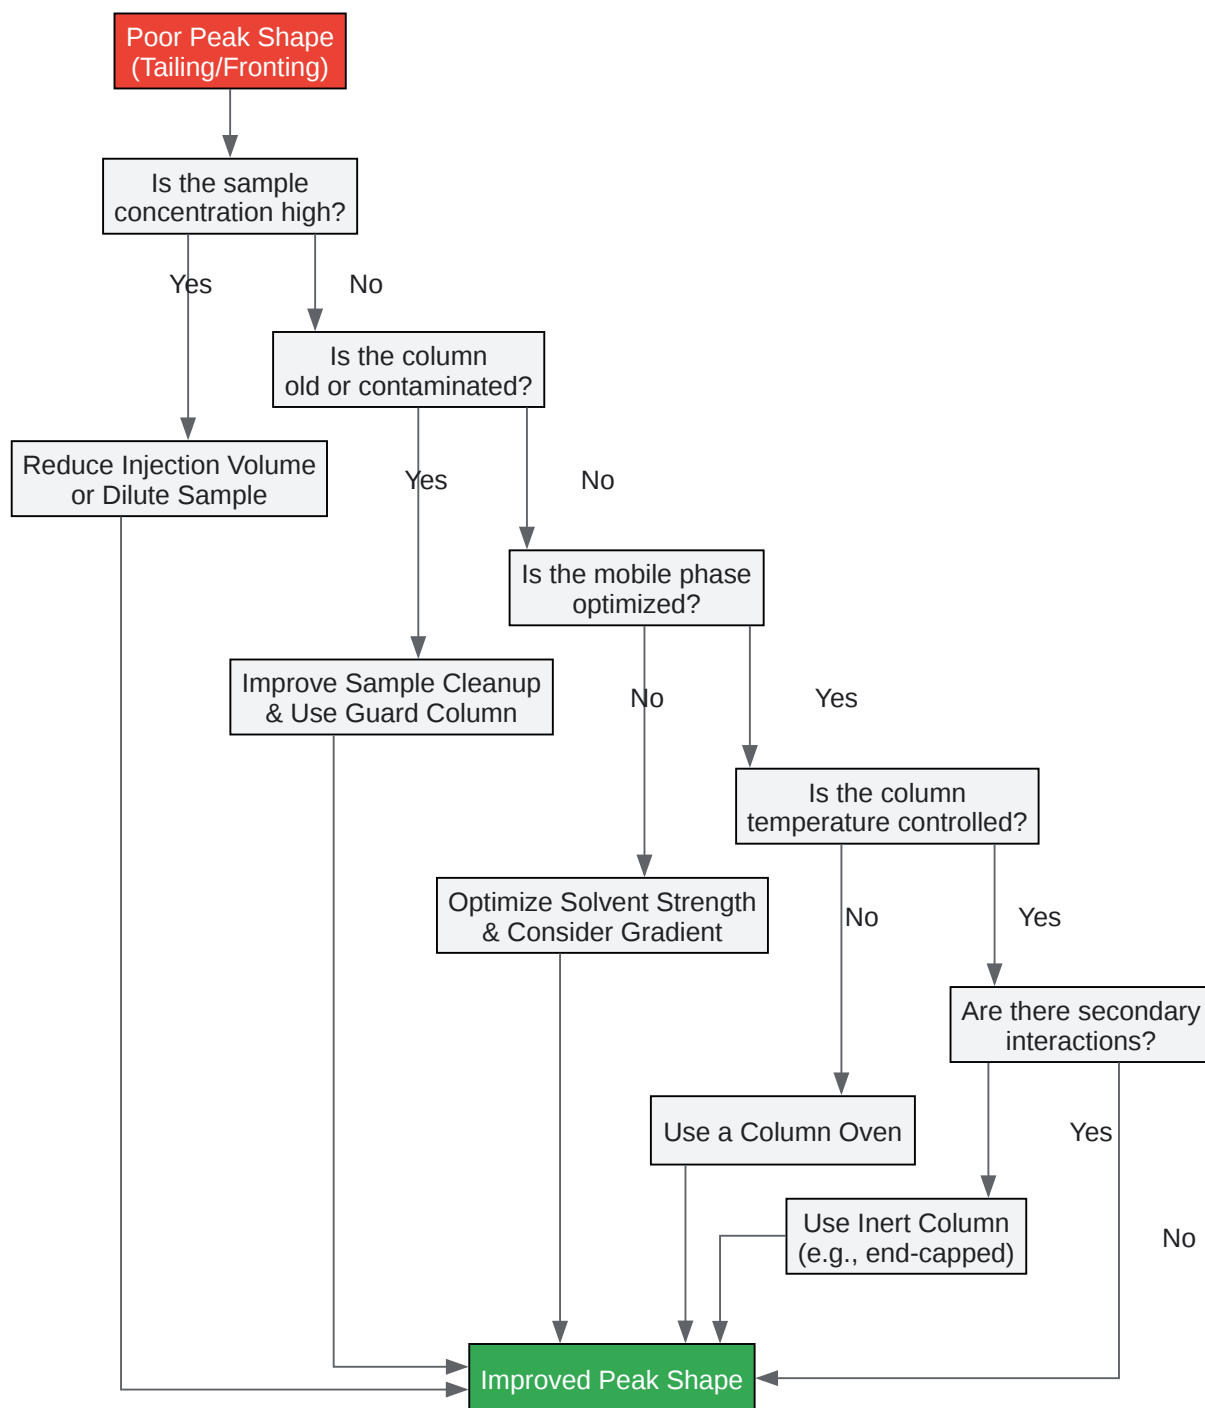 Poor Peak Shape
(Tailing/Fronting)
Is the sample
concentration high?
Yes
No
Is the column
old or contaminated?
Reduce Injection Volume
or Dilute Sample
Yes
No
Is the mobile phase
optimized?
Improve Sample Cleanup
& Use Guard Column
No
Yes
Is the column
temperature controlled?
Optimize Solvent Strength
& Consider Gradient
No
Yes
Are there secondary
interactions?
Use a Column Oven
Yes
Use Inert Column
(e.g., end-capped)
No
Improved Peak Shape